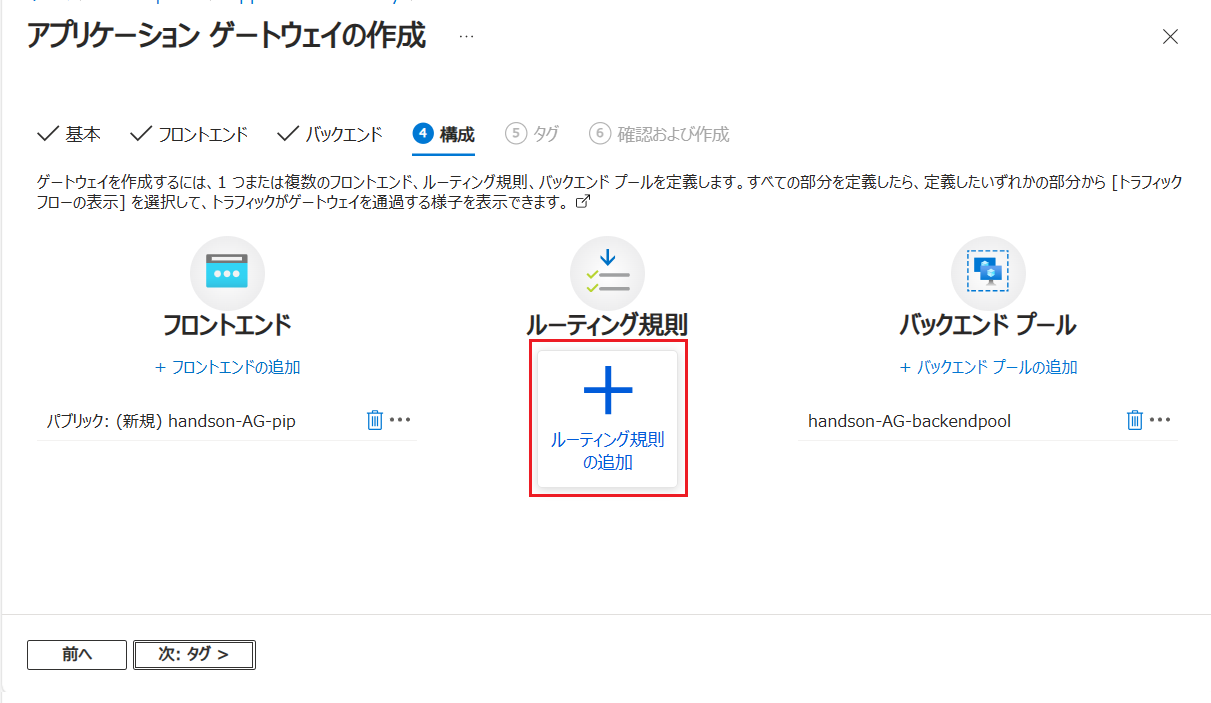 アプリケーション ゲートウェイの作成 ...
基本 フロントエンド バックエンド 4 構成 5 タグ 6 確認および作成
ゲートウェイを作成するには、1 つまたは複数のフロントエンド、ルーティング規則、バックエンド プールを定義します。すべての部分を定義したら、定義したいずれかの部分から [トラフィック
フローの表示] を選択して、トラフィックがゲートウェイを通過する様子を表示できます。
フロントエンド
+ フロントエンドの追加
パブリック: (新規) handson-AG-pip
ルーティング規則
ルーティング規則
の追加
バックエンド プール
+ バックエンド プールの追加
handson-AG-backendpool
前へ 次: タグ >